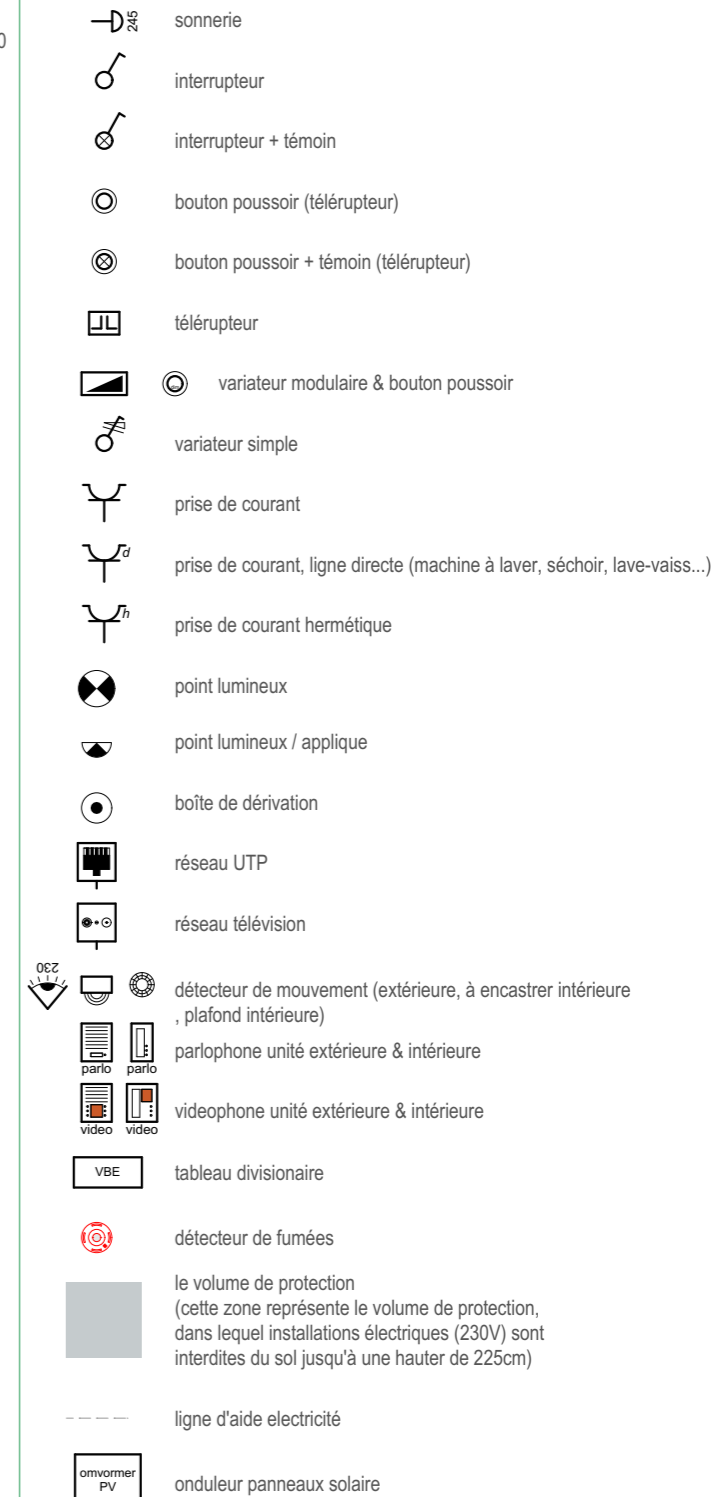 245 sonnerie
0
interrupteur
interrupteur + témoin
bouton poussoir (télérupteur)
bouton poussoir + témoin (télérupteur)
télérupteur
variateur modulaire & bouton poussoir
variateur simple
prise de courant
d prise de courant, ligne directe (machine à laver, séchoir, lave-vaiss...)
h prise de courant hermétique
point lumineux
point lumineux / applique
boîte de dérivation
réseau UTP
réseau télévision
230
détecteur de mouvement (extérieure, à encastrer intérieure
, plafond intérieure)
parlophone unité extérieure & intérieure
parlo parlo
videophone unité extérieure & intérieure
video video
VBE tableau divisionaire
détecteur de fumées
le volume de protection
(cette zone représente le volume de protection,
dans lequel installations électriques (230V) sont
interdites du sol jusqu'à une hauter de 225cm)
ligne d'aide electricité
omvormer
PV
onduleur panneaux solaire